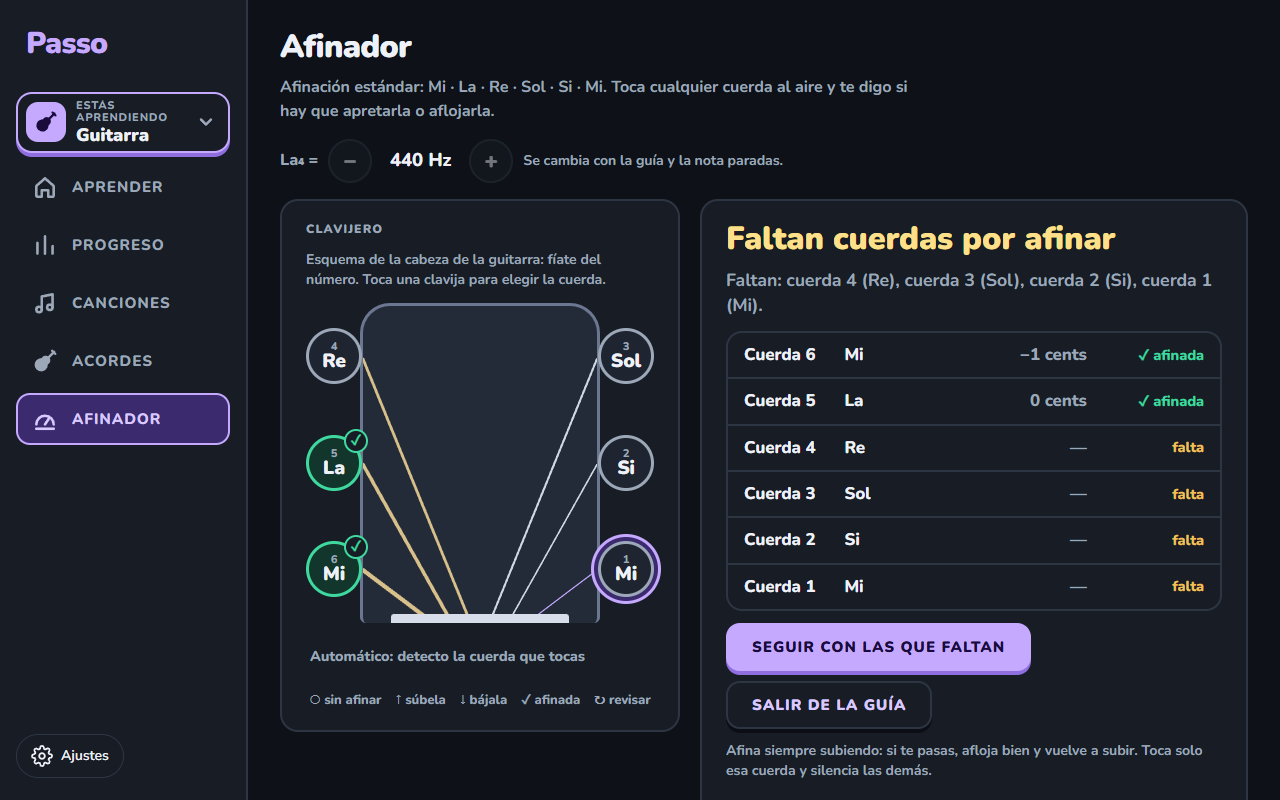 Passo
ESTÁS
APRENDIENDO
Guitarra
APRENDER
PROGRESO
CANCIONES
ACORDES
AFINADOR
Ajustes
Afinador
Afinación estándar: Mi · La · Re · Sol · Si · Mi. Toca cualquier cuerda al aire y te digo si
hay que apretarla o aflojarla.
La₄ = − 440 Hz + Se cambia con la guía y la nota paradas.
CLAVIJERO
Esquema de la cabeza de la guitarra: fíate del
número. Toca una clavija para elegir la cuerda.
4
Re
3
Sol
5
La
✓
2
Si
6
Mi
✓
1
Mi
Automático: detecto la cuerda que tocas
○ sin afinar ↑ súbela ↓ bájala ✓ afinada ↻ revisar
Faltan cuerdas por afinar
Faltan: cuerda 4 (Re), cuerda 3 (Sol), cuerda 2 (Si), cuerda 1
(Mi).
Cuerda 6 Mi −1 cents ✓ afinada
Cuerda 5 La 0 cents ✓ afinada
Cuerda 4 Re — falta
Cuerda 3 Sol — falta
Cuerda 2 Si — falta
Cuerda 1 Mi — falta
SEGUIR CON LAS QUE FALTAN
SALIR DE LA GUÍA
Afina siempre subiendo: si te pasas, afloja bien y vuelve a subir. Toca solo
esa cuerda y silencia las demás.